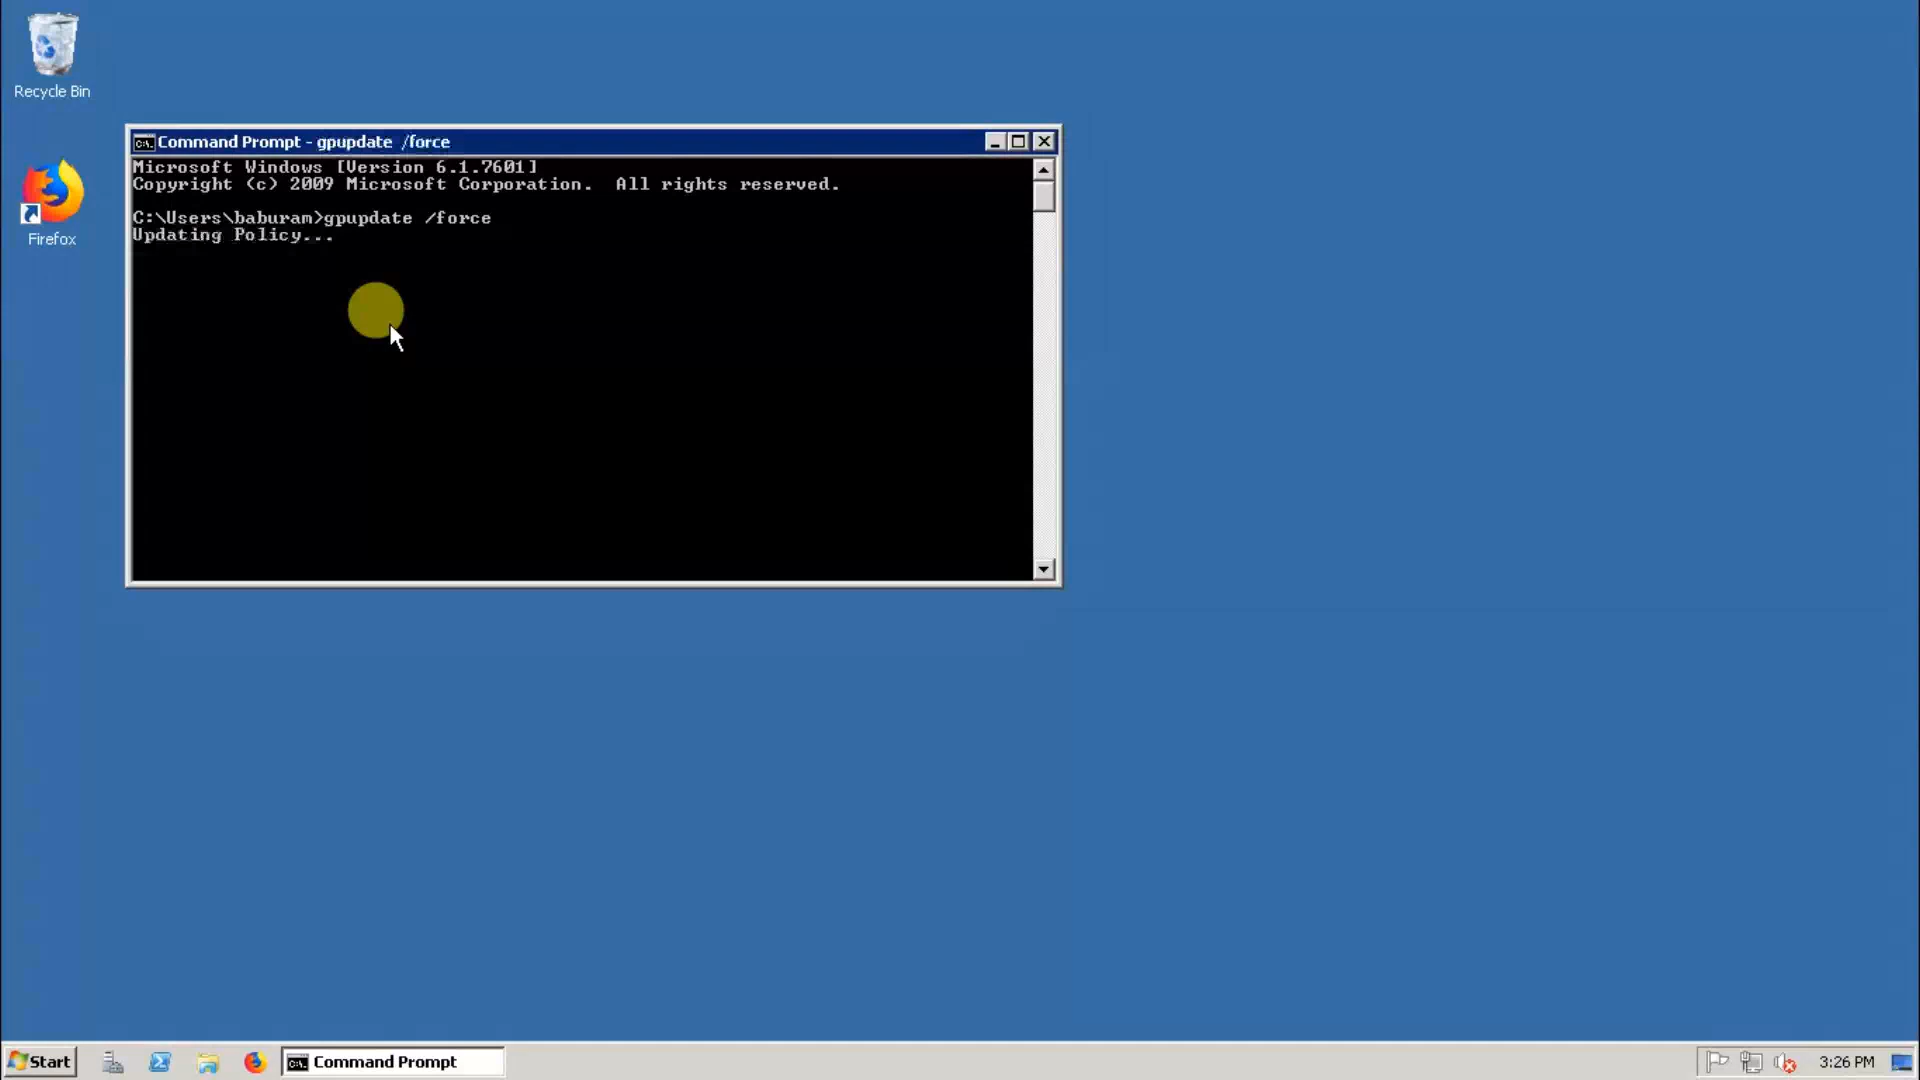 Recycle Bin
Firefox
Command Prompt - gpupdate /force
Microsoft Windows [Version 6.1.7601]
Copyright (c) 2009 Microsoft Corporation.  All rights reserved.
C:\Users\baburam>gpupdate /force
Updating Policy...
Start
Command Prompt
3:26 PM